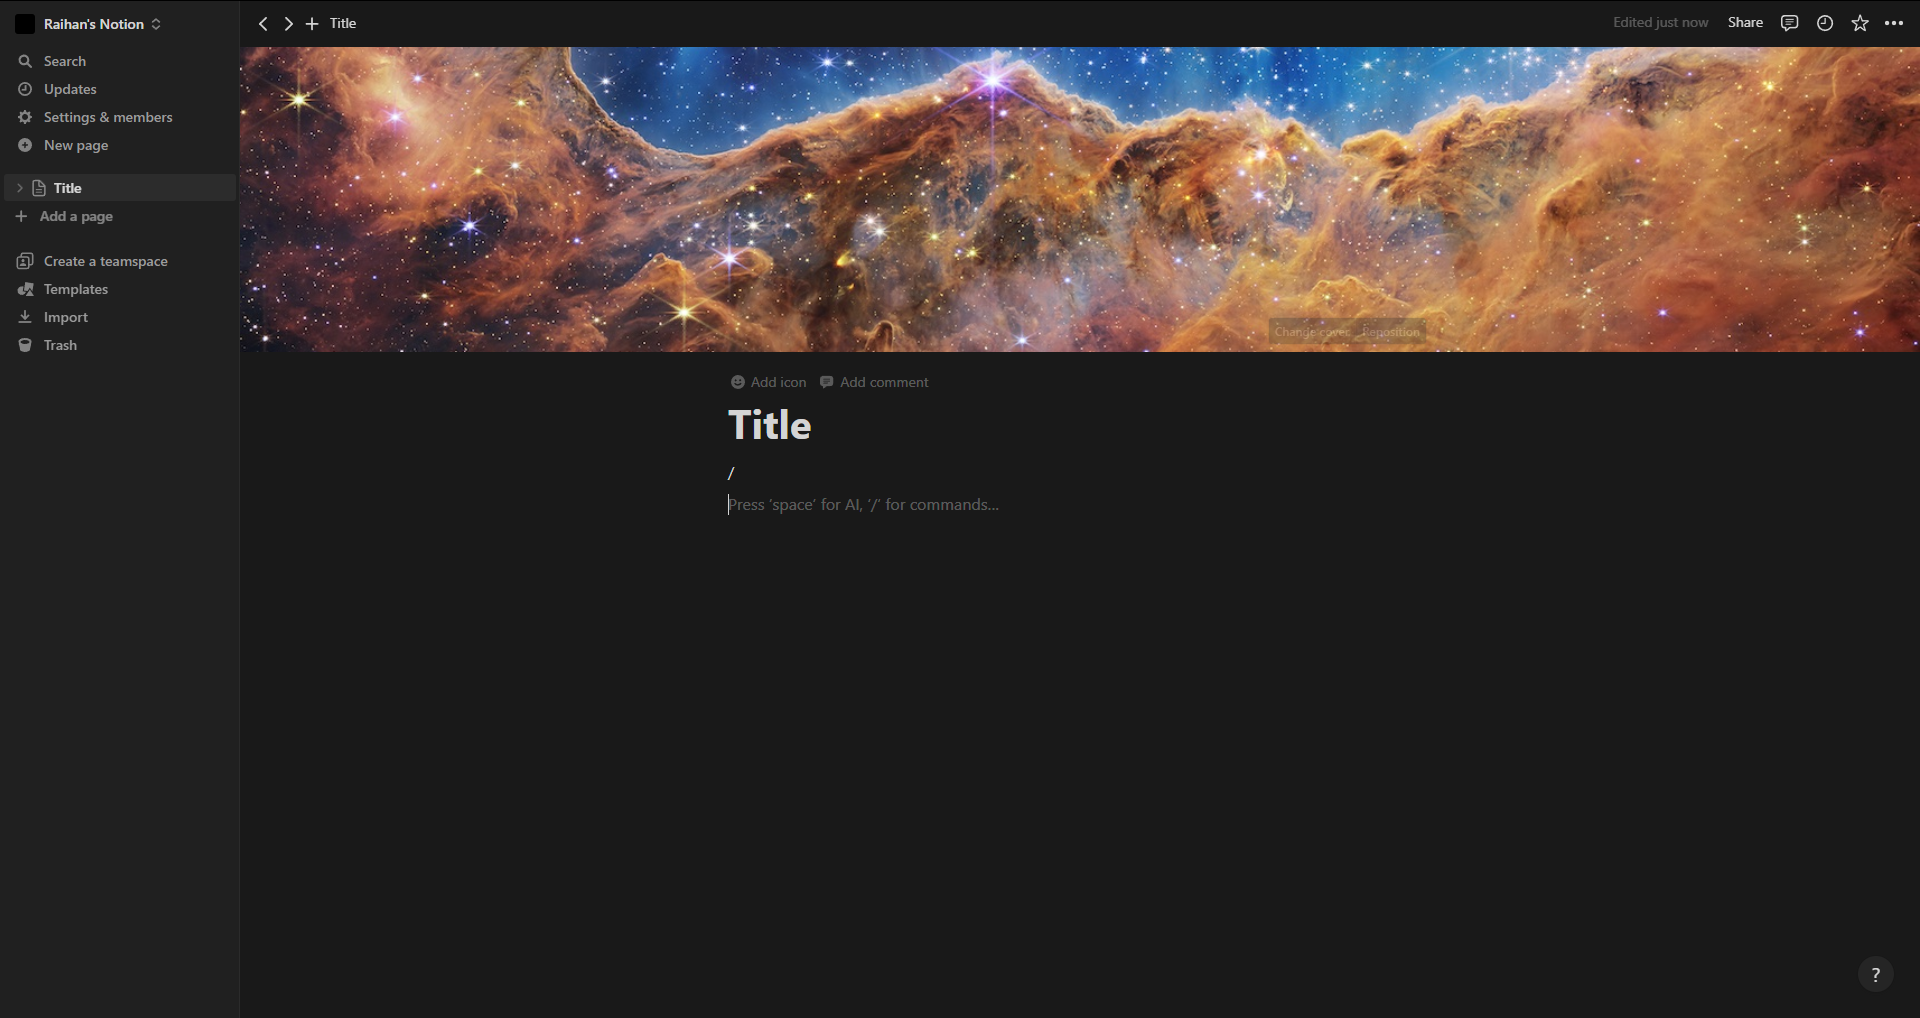 Raihan's Notion
Search
Updates
Settings & members
New page
Title
Add a page
Create a teamspace
Templates
Import
Trash
Title
Edited just now
Share
Change cover
Reposition
Add icon
Add comment
Title
/
Press 'space' for AI, '/' for commands...
?